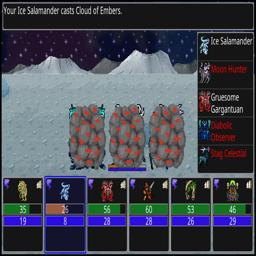 Your Ice Salamander casts Cloud of Embers.
Ice Salamander
Moon Hunter
Gruesome
Gargantuan
Diabolic
Observer
Stag Celestial
35 26 56 60 53 46
19 8 28 28 26 29